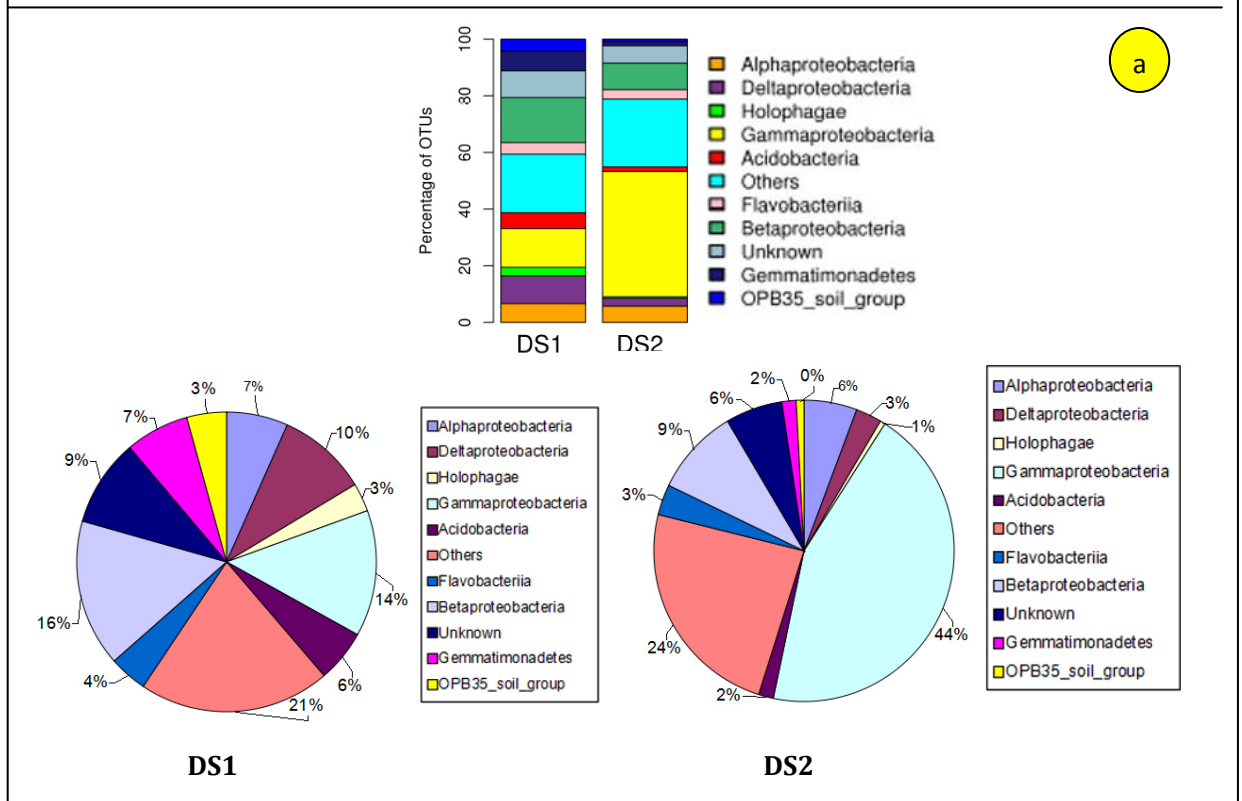 a
Percentage of OTUs
100
80
60
40
20
0
DS1
DS2
Alphaproteobacteria
Deltaproteobacteria
Holophagae
Gammaproteobacteria
Acidobacteria
Others
Flavobacteriia
Betaproteobacteria
Unknown
Gemmatimonadetes
OPB35_soil_group
3%
7%
7%
10%
9%
3%
14%
16%
6%
4%
21%
Alphaproteobacteria
Deltaproteobacteria
Holophagae
Gammaproteobacteria
Acidobacteria
Others
Flavobacteriia
Betaproteobacteria
Unknown
Gemmatimonadetes
OPB35_soil_group
DS1
2%
0%
6%
6%
3%
1%
9%
3%
44%
24%
2%
Alphaproteobacteria
Deltaproteobacteria
Holophagae
Gammaproteobacteria
Acidobacteria
Others
Flavobacteriia
Betaproteobacteria
Unknown
Gemmatimonadetes
OPB35_soil_group
DS2